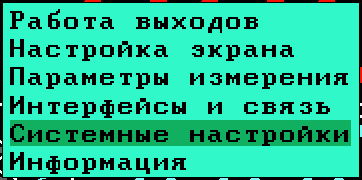 Работа выходов
Настройка экрана
Параметры измерения
Интерфейсы и связь
Системные настройки
Информация